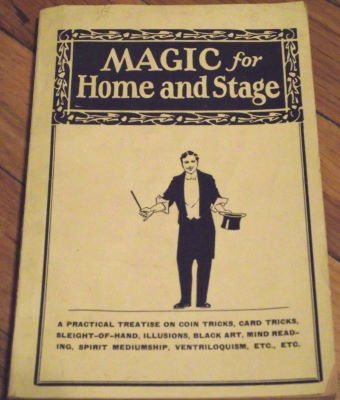 MAGIC for
Home and Stage
A PRACTICAL TREATISE ON COIN TRICKS, CARD TRICKS,
SLEIGHT-OF-HAND, ILLUSIONS, BLACK ART, MIND READ-
ING, SPIRIT MEDIUMSHIP, VENTRILOQUISM, ETC., ETC.